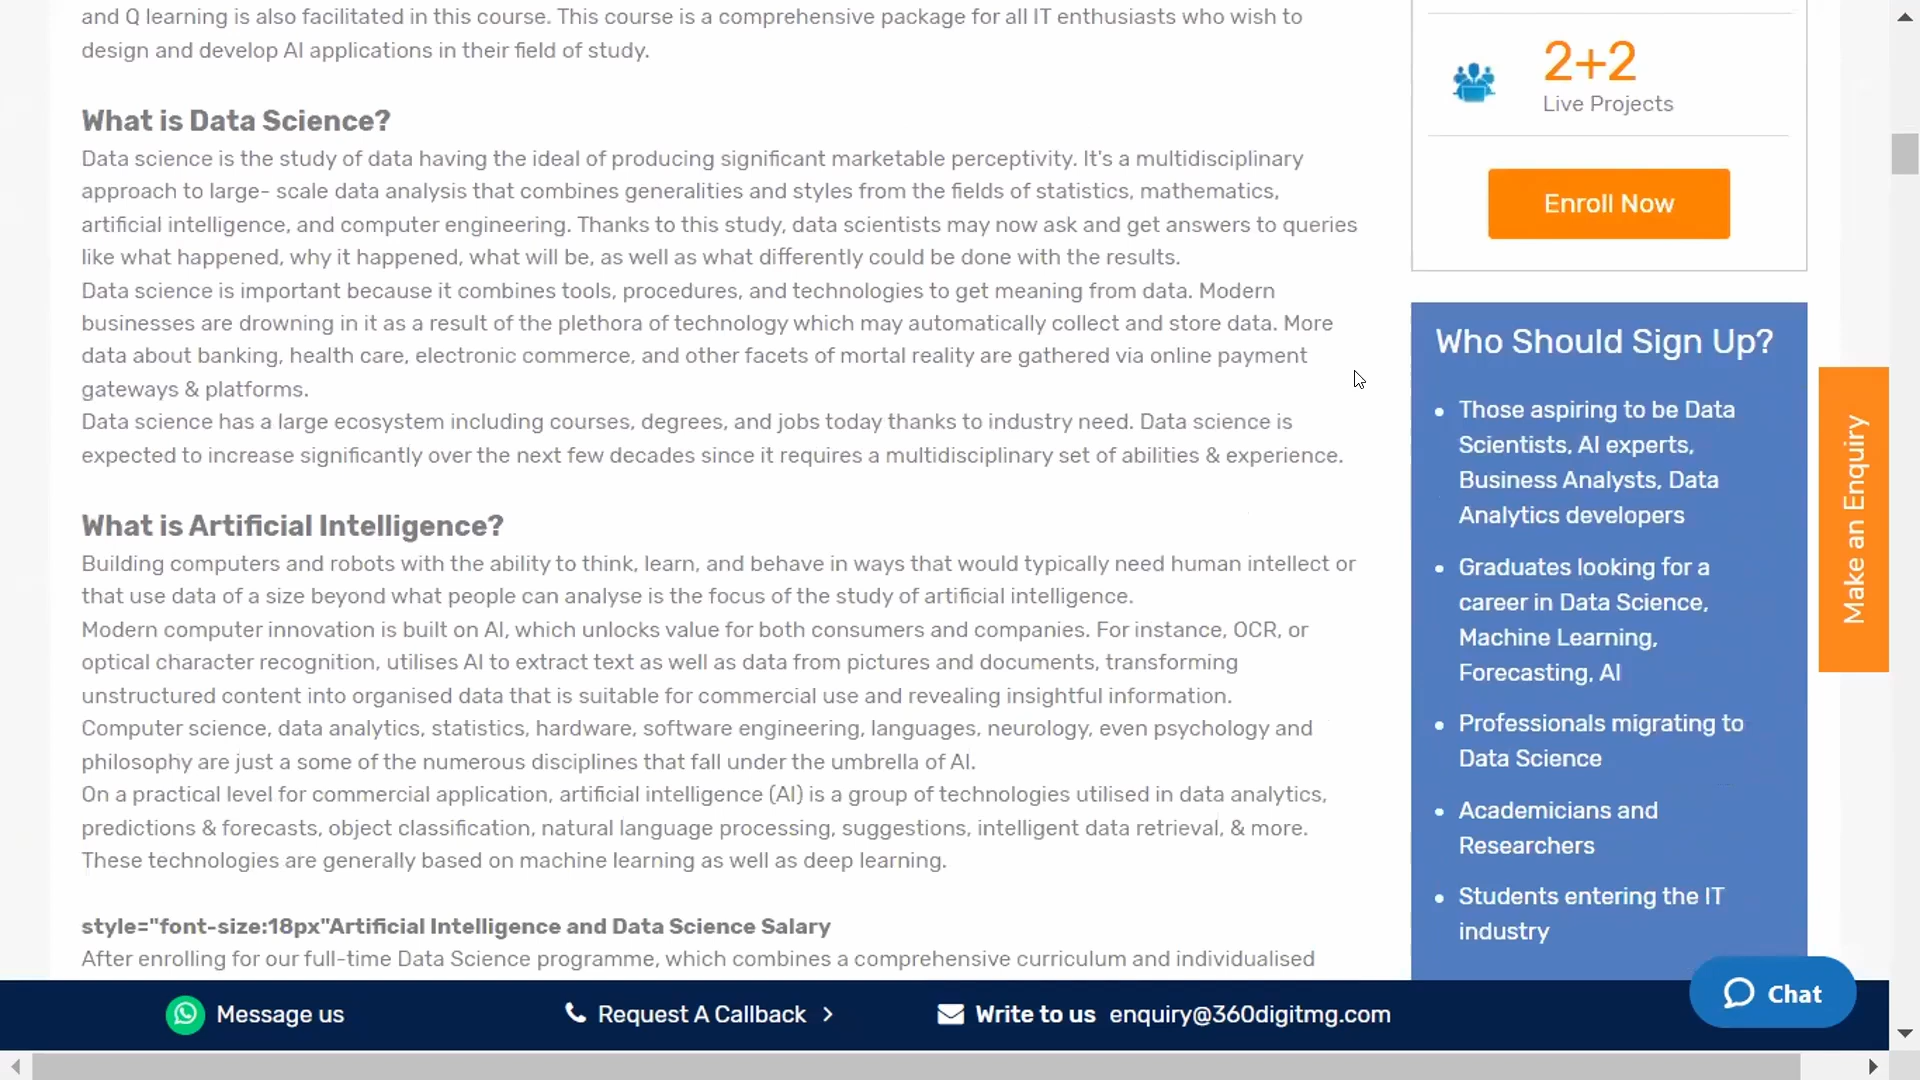 and Q learning is also facilitated in this course. This course is a comprehensive package for all IT enthusiasts who wish to
design and develop AI applications in their field of study.
What is Data Science?
Data science is the study of data having the ideal of producing significant marketable perceptivity. It's a multidisciplinary
approach to large- scale data analysis that combines generalities and styles from the fields of statistics, mathematics,
artificial intelligence, and computer engineering. Thanks to this study, data scientists may now ask and get answers to queries
like what happened, why it happened, what will be, as well as what differently could be done with the results.
Data science is important because it combines tools, procedures, and technologies to get meaning from data. Modern
businesses are drowning in it as a result of the plethora of technology which may automatically collect and store data. More
data about banking, health care, electronic commerce, and other facets of mortal reality are gathered via online payment
gateways & platforms.
Data science has a large ecosystem including courses, degrees, and jobs today thanks to industry need. Data science is
expected to increase significantly over the next few decades since it requires a multidisciplinary set of abilities & experience.
What is Artificial Intelligence?
Building computers and robots with the ability to think, learn, and behave in ways that would typically need human intellect or
that use data of a size beyond what people can analyse is the focus of the study of artificial intelligence.
Modern computer innovation is built on AI, which unlocks value for both consumers and companies. For instance, OCR, or
optical character recognition, utilises AI to extract text as well as data from pictures and documents, transforming
unstructured content into organised data that is suitable for commercial use and revealing insightful information.
Computer science, data analytics, statistics, hardware, software engineering, languages, neurology, even psychology and
philosophy are just a some of the numerous disciplines that fall under the umbrella of AI.
On a practical level for commercial application, artificial intelligence (AI) is a group of technologies utilised in data analytics,
predictions & forecasts, object classification, natural language processing, suggestions, intelligent data retrieval, & more.
These technologies are generally based on machine learning as well as deep learning.
style="font-size:18px"Artificial Intelligence and Data Science Salary
After enrolling for our full-time Data Science programme, which combines a comprehensive curriculum and individualised
2+2
Live Projects
Enroll Now
Who Should Sign Up?
• Those aspiring to be Data
Scientists, AI experts,
Business Analysts, Data
Analytics developers
• Graduates looking for a
career in Data Science,
Machine Learning,
Forecasting, AI
• Professionals migrating to
Data Science
• Academicians and
Researchers
• Students entering the IT
industry
Make an Enquiry
Message us
Request A Callback
Write to us enquiry@360digitmg.com
Chat